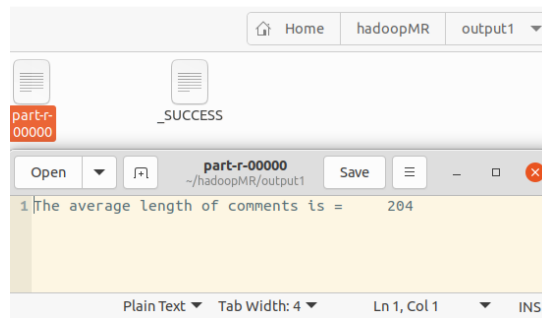 Home hadoopMR output1
part-r-
00000
_SUCCESS
Open part-r-00000 Save
~/hadoopMR/output1
1 The average length of comments is = 204
Plain Text Tab Width: 4 Ln 1, Col 1 INS